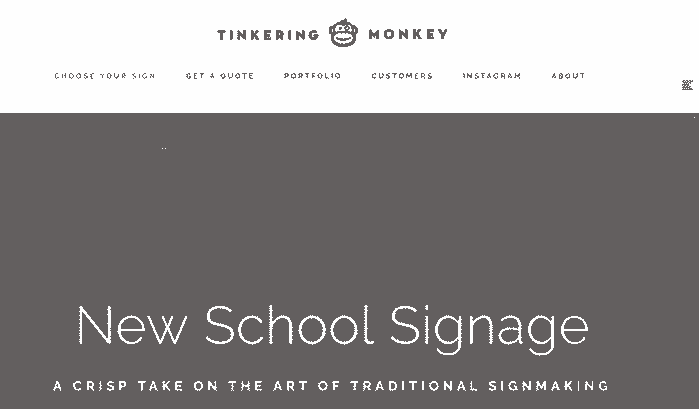 TINKERING MONKEY
CHOOSE YOUR SIGN GET A QUOTE PORTFOLIO CUSTOMERS INSTAGRAM ABOUT
New School Signage
A CRISP TAKE ON THE ART OF TRADITIONAL SIGNMAKING